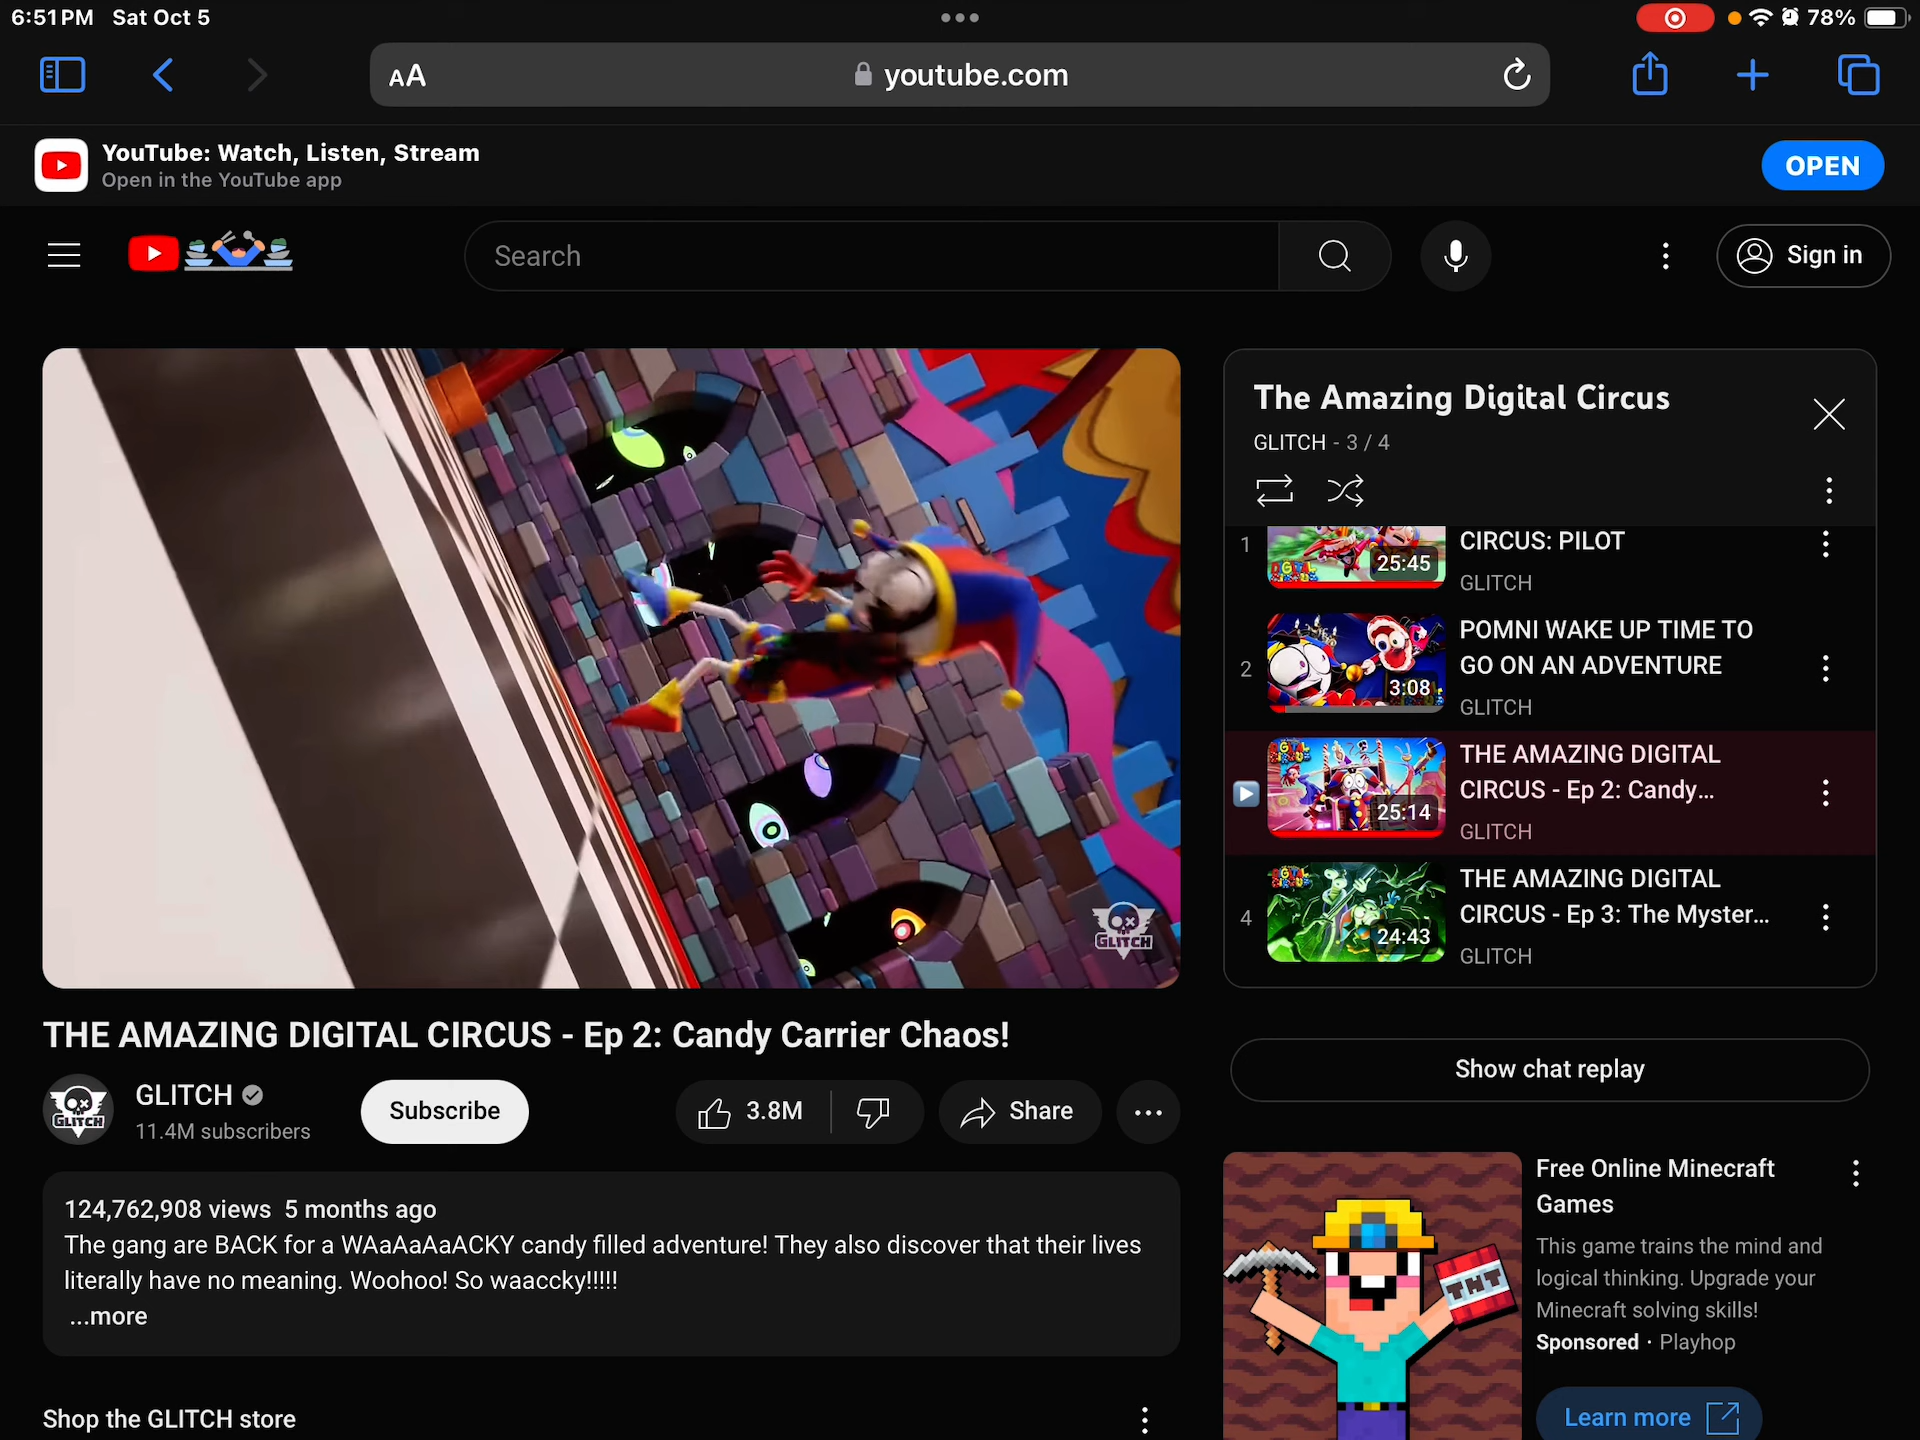 6:51 PM Sat Oct 5
78%
AA
youtube.com
YouTube: Watch, Listen, Stream
Open in the YouTube app
OPEN
Search
Sign in
GLITCH
The Amazing Digital Circus
GLITCH - 3 / 4
1
25:45
CIRCUS: PILOT
GLITCH
2
3:08
POMNI WAKE UP TIME TO
GO ON AN ADVENTURE
GLITCH
25:14
THE AMAZING DIGITAL
CIRCUS - Ep 2: Candy...
GLITCH
4
24:43
THE AMAZING DIGITAL
CIRCUS - Ep 3: The Myster...
GLITCH
THE AMAZING DIGITAL CIRCUS - Ep 2: Candy Carrier Chaos!
GLITCH
GLITCH
11.4M subscribers
Subscribe
3.8M
Share
124,762,908 views 5 months ago
The gang are BACK for a WAaAaAaACKY candy filled adventure! They also discover that their lives
literally have no meaning. Woohoo! So waaccky!!!!!
...more
Shop the GLITCH store
Show chat replay
TNT
Free Online Minecraft
Games
This game trains the mind and
logical thinking. Upgrade your
Minecraft solving skills!
Sponsored · Playhop
Learn more